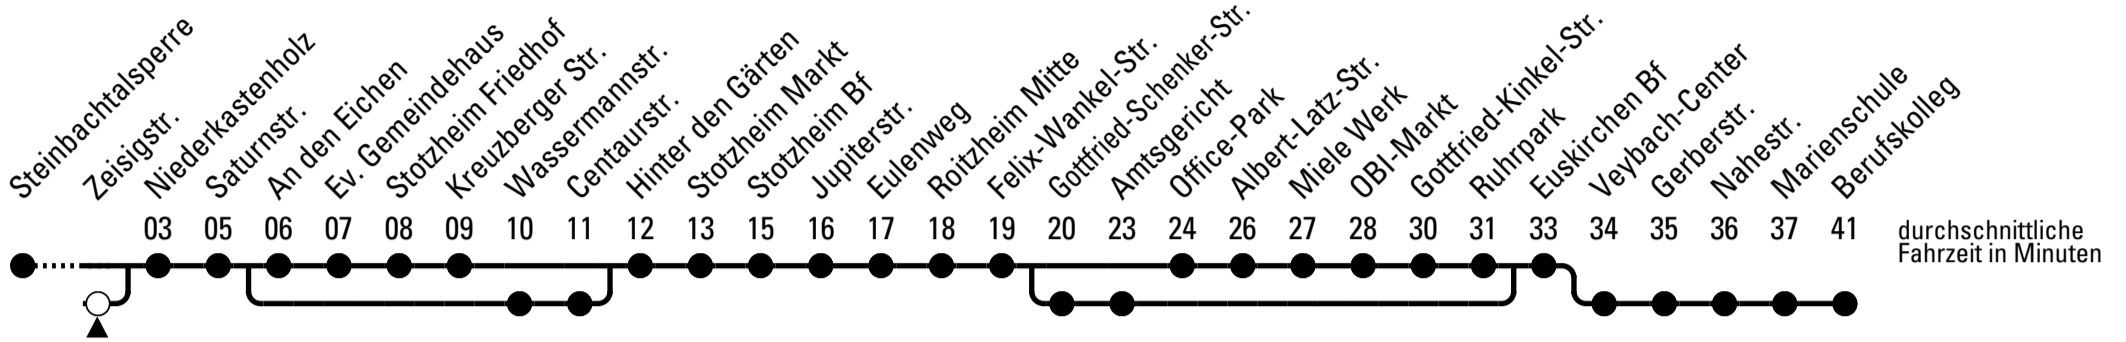 Steinbachtalsperre
Zeisigstr.
Niederkastenholz
Saturnstr.
An den Eichen
Ev. Gemeindehaus
Stotzheim Friedhof
Kreuzberger Str.
Wassermannstr.
Centaurstr.
Hinter den Gärten
Stotzheim Markt
Stotzheim Bf
Jupiterstr.
Eulenweg
Roitzheim Mitte
Felix-Wankel-Str.
Gottfried-Schenker-Str.
Amtsgericht
Office-Park
Albert-Latz-Str.
Miele Werk
OBI-Markt
Gottfried-Kinkel-Str.
Ruhrpark
Euskirchen Bf
Veybach-Center
Gerberstr.
Nahestr.
Marienschule
Berufskolleg
03 05 06 07 08 09 10 11 12 13 15 16 17 18 19 20 23 24 26 27 28 30 31 33 34 35 36 37 41
durchschnittliche
Fahrzeit in Minuten